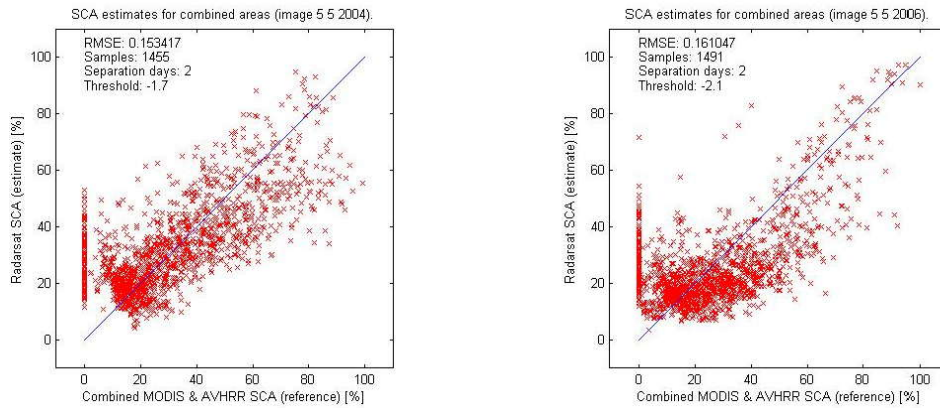 SCA estimates for combined areas (image 5 5 2004).
RMSE: 0.153417
Samples: 1455
Separation days: 2
Threshold: -1.7
Radarsat SCA (estimate) [%]
100
80
60
40
20
0
0 20 40 60 80 100
Combined MODIS & AVHRR SCA (reference) [%]
SCA estimates for combined areas (image 5 5 2006).
RMSE: 0.161047
Samples: 1491
Separation days: 2
Threshold: -2.1
Radarsat SCA (estimate) [%]
100
80
60
40
20
0
0 20 40 60 80 100
Combined MODIS & AVHRR SCA (reference) [%]